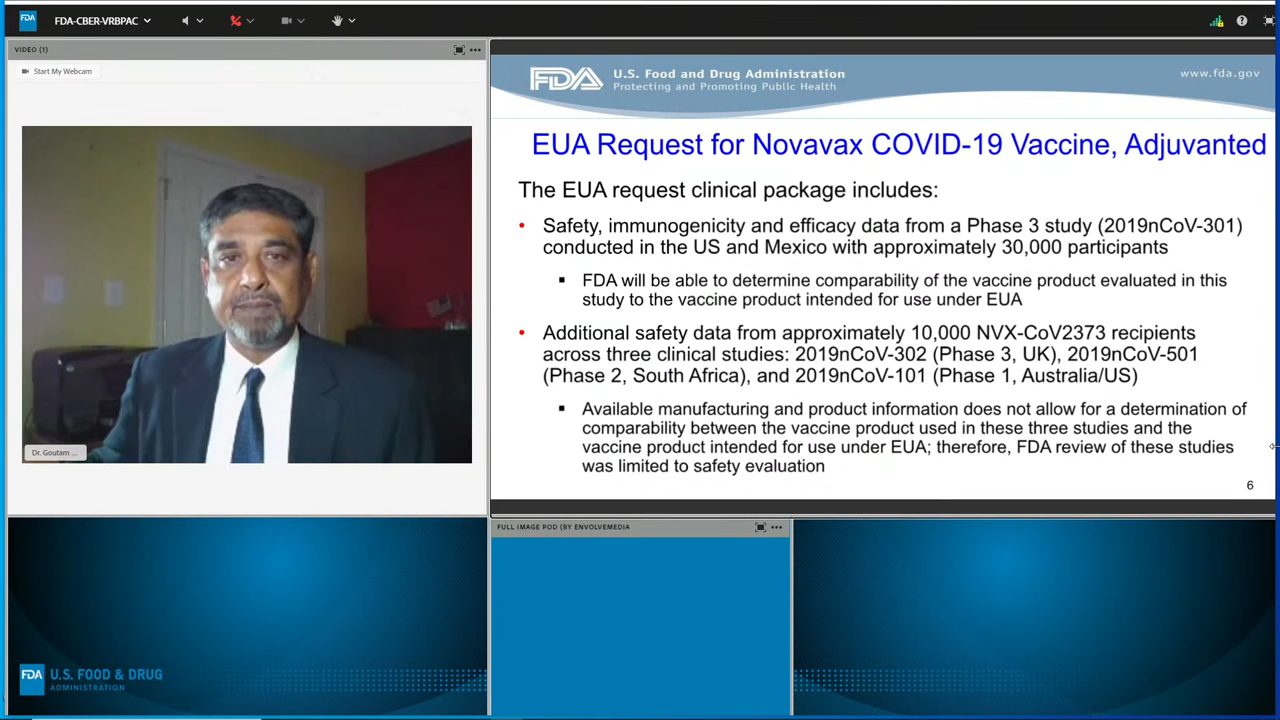 FDA
FDA-CBER-VRBPAC
VIDEO (1)
Start My Webcam
Dr. Goutam ...
FDA
U.S. Food and Drug Administration
Protecting and Promoting Public Health
www.fda.gov
EUA Request for Novavax COVID-19 Vaccine, Adjuvanted
The EUA request clinical package includes:
• Safety, immunogenicity and efficacy data from a Phase 3 study (2019nCoV-301)
conducted in the US and Mexico with approximately 30,000 participants
▪ FDA will be able to determine comparability of the vaccine product evaluated in this
study to the vaccine product intended for use under EUA
• Additional safety data from approximately 10,000 NVX-CoV2373 recipients
across three clinical studies: 2019nCoV-302 (Phase 3, UK), 2019nCoV-501
(Phase 2, South Africa), and 2019nCoV-101 (Phase 1, Australia/US)
▪ Available manufacturing and product information does not allow for a determination of
comparability between the vaccine product used in these three studies and the
vaccine product intended for use under EUA; therefore, FDA review of these studies
was limited to safety evaluation
6
FULL IMAGE POD (BY ENVOLVEMEDIA
FDA
U.S. FOOD & DRUG
ADMINISTRATION